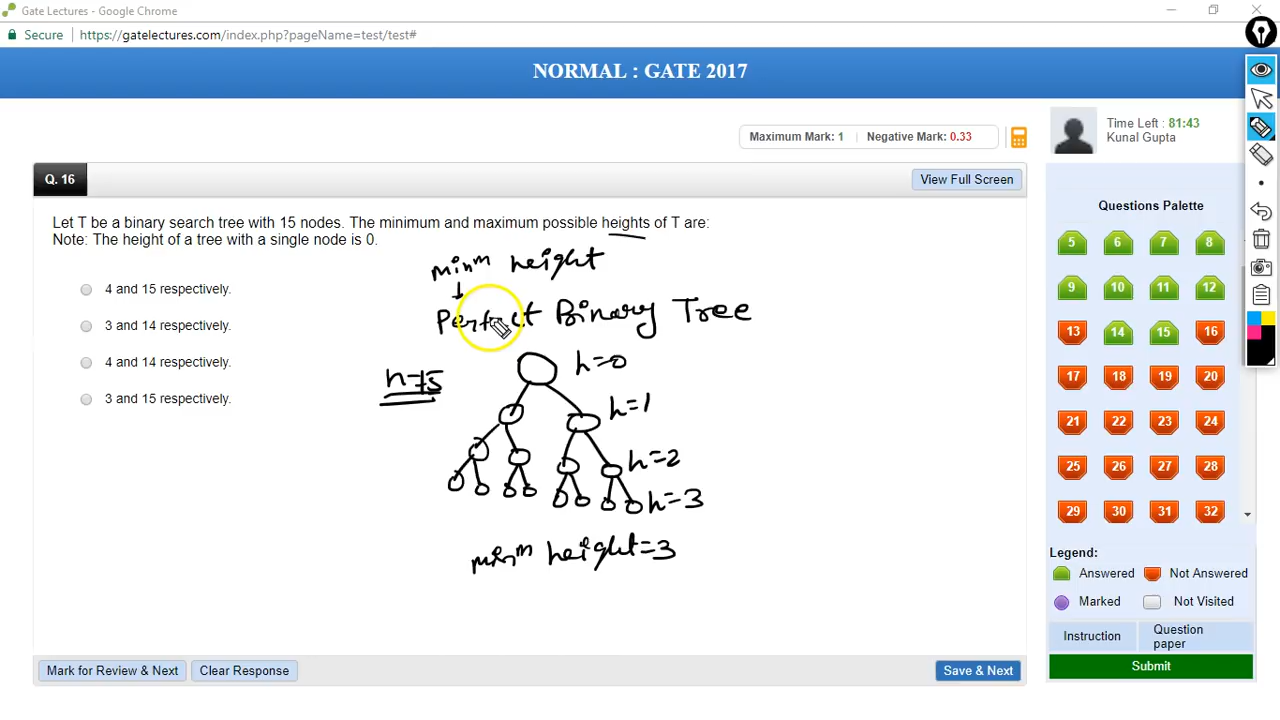 Gate Lectures - Google Chrome
Secure https://gatelectures.com/index.php?pageName=test/test#
NORMAL : GATE 2017
Maximum Mark: 1 | Negative Mark: 0.33
Time Left : 81:43
Kunal Gupta
Q. 16
View Full Screen
Let T be a binary search tree with 15 nodes. The minimum and maximum possible heights of T are:
Note: The height of a tree with a single node is 0.
4 and 15 respectively.
3 and 14 respectively.
4 and 14 respectively.
3 and 15 respectively.
minm height
Perfect Binary Tree
h=0
n=15
h=1
h=2
h=3
minm height=3
Questions Palette
5 6 7 8
9 10 11 12
13 14 15 16
17 18 19 20
21 22 23 24
25 26 27 28
29 30 31 32
Legend:
Answered Not Answered
Marked Not Visited
Instruction Question paper
Submit
Mark for Review & Next Clear Response Save & Next